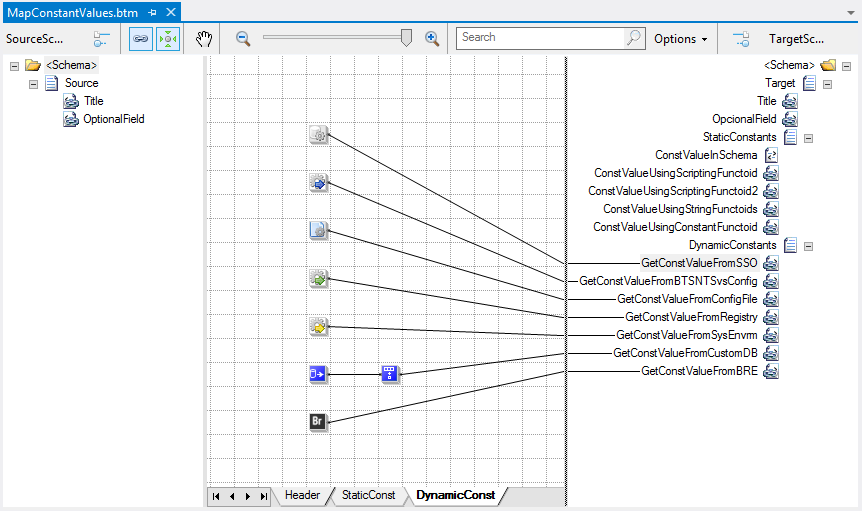 MapConstantValues.btm
SourceSc...
Search
Options
TargetSc...
<Schema>
Source
Title
OptionalField
<Schema>
Target
Title
OpcionalField
StaticConstants
ConstValueInSchema
ConstValueUsingScriptingFunctoid
ConstValueUsingScriptingFunctoid2
ConstValueUsingStringFunctoids
ConstValueUsingConstantFunctoid
DynamicConstants
GetConstValueFromSSO
GetConstValueFromBTSNTSvsConfig
GetConstValueFromConfigFile
GetConstValueFromRegistry
GetConstValueFromSysEnvrm
GetConstValueFromCustomDB
GetConstValueFromBRE
Br
Header StaticConst DynamicConst